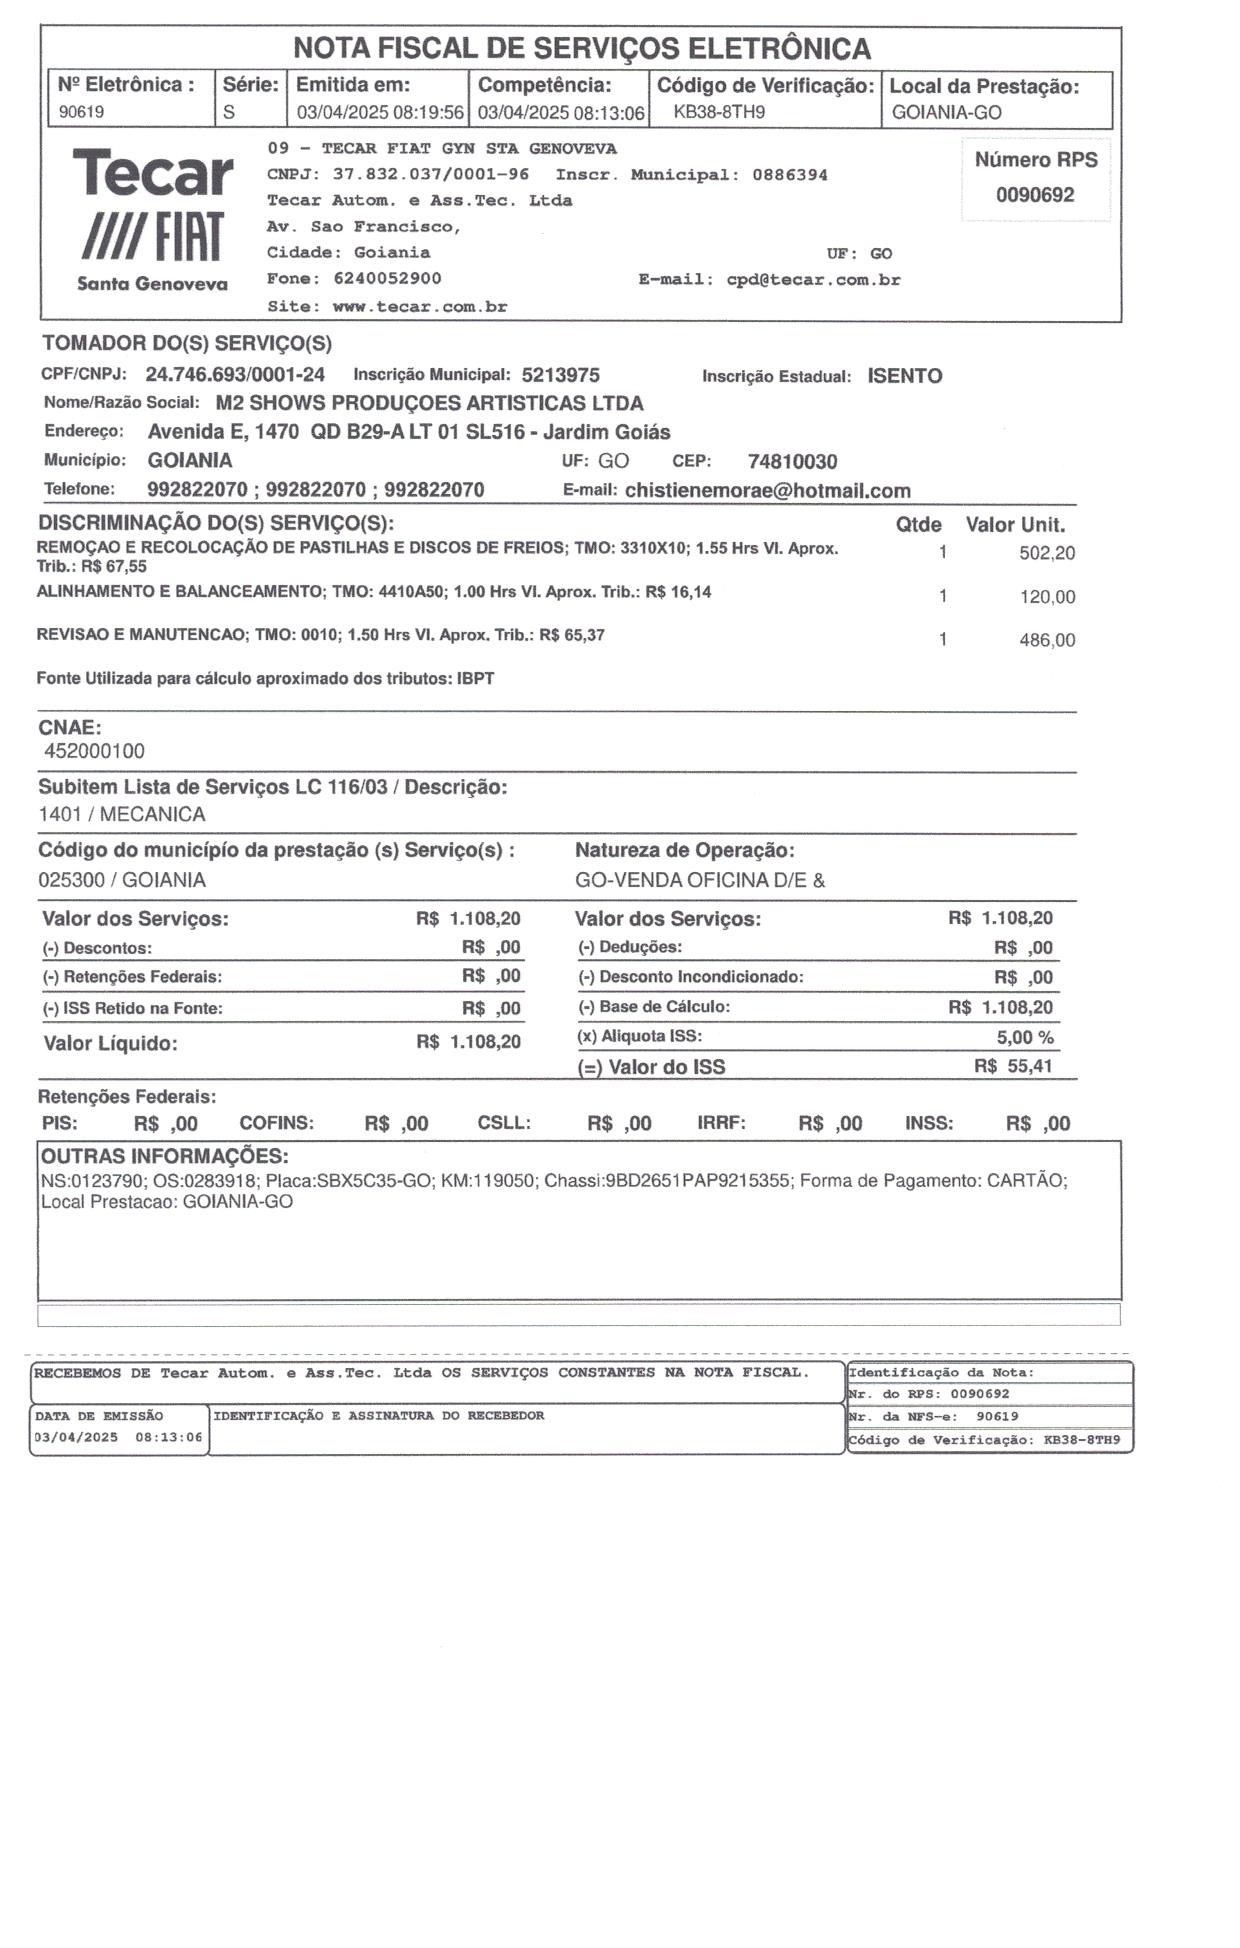 NOTA FISCAL DE SERVIÇOS ELETRÔNICA
Nº Eletrônica : Série: Emitida em: Competência: Código de Verificação: Local da Prestação:
90619 S 03/04/2025 08:19:56 03/04/2025 08:13:06 KB38-8TH9 GOIANIA-GO
Tecar
FIAT
Santa Genoveva
09 - TECAR FIAT GYN STA GENOVEVA
CNPJ: 37.832.037/0001-96 Inscr. Municipal: 0886394
Tecar Autom. e Ass.Tec. Ltda
Av. Sao Francisco,
Cidade: Goiania UF: GO
Fone: 6240052900 E-mail: cpd@tecar.com.br
Site: www.tecar.com.br
Número RPS
0090692
TOMADOR DO(S) SERVIÇO(S)
CPF/CNPJ: 24.746.693/0001-24 Inscrição Municipal: 5213975 Inscrição Estadual: ISENTO
Nome/Razão Social: M2 SHOWS PRODUÇOES ARTISTICAS LTDA
Endereço: Avenida E, 1470 QD B29-A LT 01 SL516 - Jardim Goiás
Município: GOIANIA UF: GO CEP: 74810030
Telefone: 992822070 ; 992822070 ; 992822070 E-mail: chistienemorae@hotmail.com
DISCRIMINAÇÃO DO(S) SERVIÇO(S): Qtde Valor Unit.
REMOÇAO E RECOLOCAÇÃO DE PASTILHAS E DISCOS DE FREIOS; TMO: 3310X10; 1.55 Hrs Vl. Aprox. 1 502,20
Trib.: R$ 67,55
ALINHAMENTO E BALANCEAMENTO; TMO: 4410A50; 1.00 Hrs Vl. Aprox. Trib.: R$ 16,14 1 120,00
REVISAO E MANUTENCAO; TMO: 0010; 1.50 Hrs Vl. Aprox. Trib.: R$ 65,37 1 486,00
Fonte Utilizada para cálculo aproximado dos tributos: IBPT
CNAE:
452000100
Subitem Lista de Serviços LC 116/03 / Descrição:
1401 / MECANICA
Código do municípío da prestação (s) Serviço(s) : Natureza de Operação:
025300 / GOIANIA GO-VENDA OFICINA D/E &
Valor dos Serviços: R$ 1.108,20 Valor dos Serviços: R$ 1.108,20
(-) Descontos: R$ ,00 (-) Deduções: R$ ,00
(-) Retenções Federais: R$ ,00 (-) Desconto Incondicionado: R$ ,00
(-) ISS Retido na Fonte: R$ ,00 (-) Base de Cálculo: R$ 1.108,20
Valor Líquido: R$ 1.108,20 (x) Aliquota ISS: 5,00 %
(=) Valor do ISS R$ 55,41
Retenções Federais:
PIS: R$ ,00 COFINS: R$ ,00 CSLL: R$ ,00 IRRF: R$ ,00 INSS: R$ ,00
OUTRAS INFORMAÇÕES:
NS:0123790; OS:0283918; Placa:SBX5C35-GO; KM:119050; Chassi:9BD2651PAP9215355; Forma de Pagamento: CARTÃO;
Local Prestacao: GOIANIA-GO
RECEBEMOS DE Tecar Autom. e Ass.Tec. Ltda OS SERVIÇOS CONSTANTES NA NOTA FISCAL.
DATA DE EMISSÃO IDENTIFICAÇÃO E ASSINATURA DO RECEBEDOR
03/04/2025 08:13:06
Identificação da Nota:
Nr. do RPS: 0090692
Nr. da NFS-e: 90619
Código de Verificação: KB38-8TH9